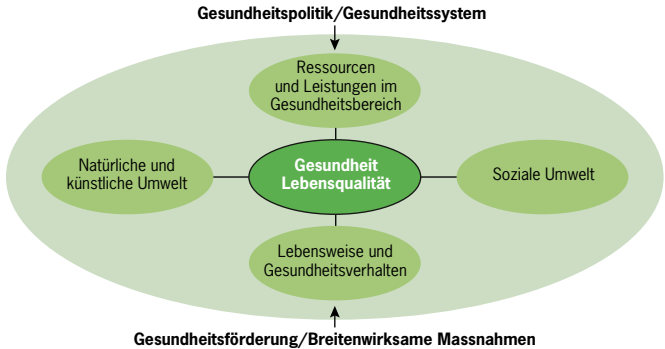 Gesundheitspolitik/Gesundheitssystem
Ressourcen
und Leistungen im
Gesundheitsbereich
Natürliche und
künstliche Umwelt
Gesundheit
Lebensqualität
Soziale Umwelt
Lebensweise und
Gesundheitsverhalten
Gesundheitsförderung/Breitenwirksame Massnahmen